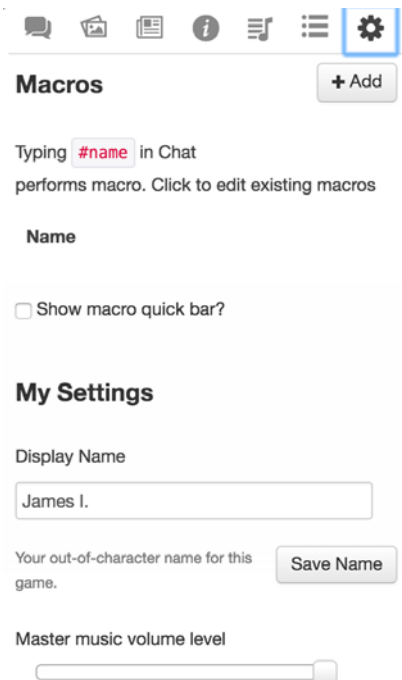 Macros
+ Add
Typing #name in Chat
performs macro. Click to edit existing macros
Name
Show macro quick bar?
My Settings
Display Name
James I.
Your out-of-character name for this
game.
Save Name
Master music volume level